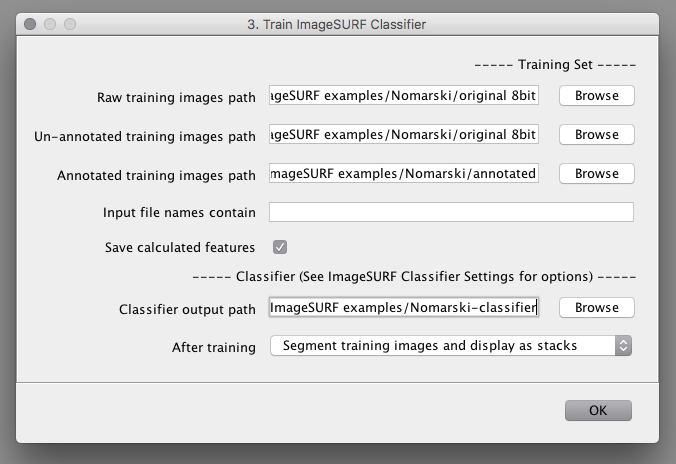 3. Train ImageSURF Classifier
----- Training Set -----
Raw training images path ageSURF examples/Nomarski/original 8bit Browse
Un-annotated training images path ageSURF examples/Nomarski/original 8bit Browse
Annotated training images path mageSURF examples/Nomarski/annotated Browse
Input file names contain
Save calculated features
----- Classifier (See ImageSURF Classifier Settings for options) -----
Classifier output path ImageSURF examples/Nomarski-classifier Browse
After training Segment training images and display as stacks
OK